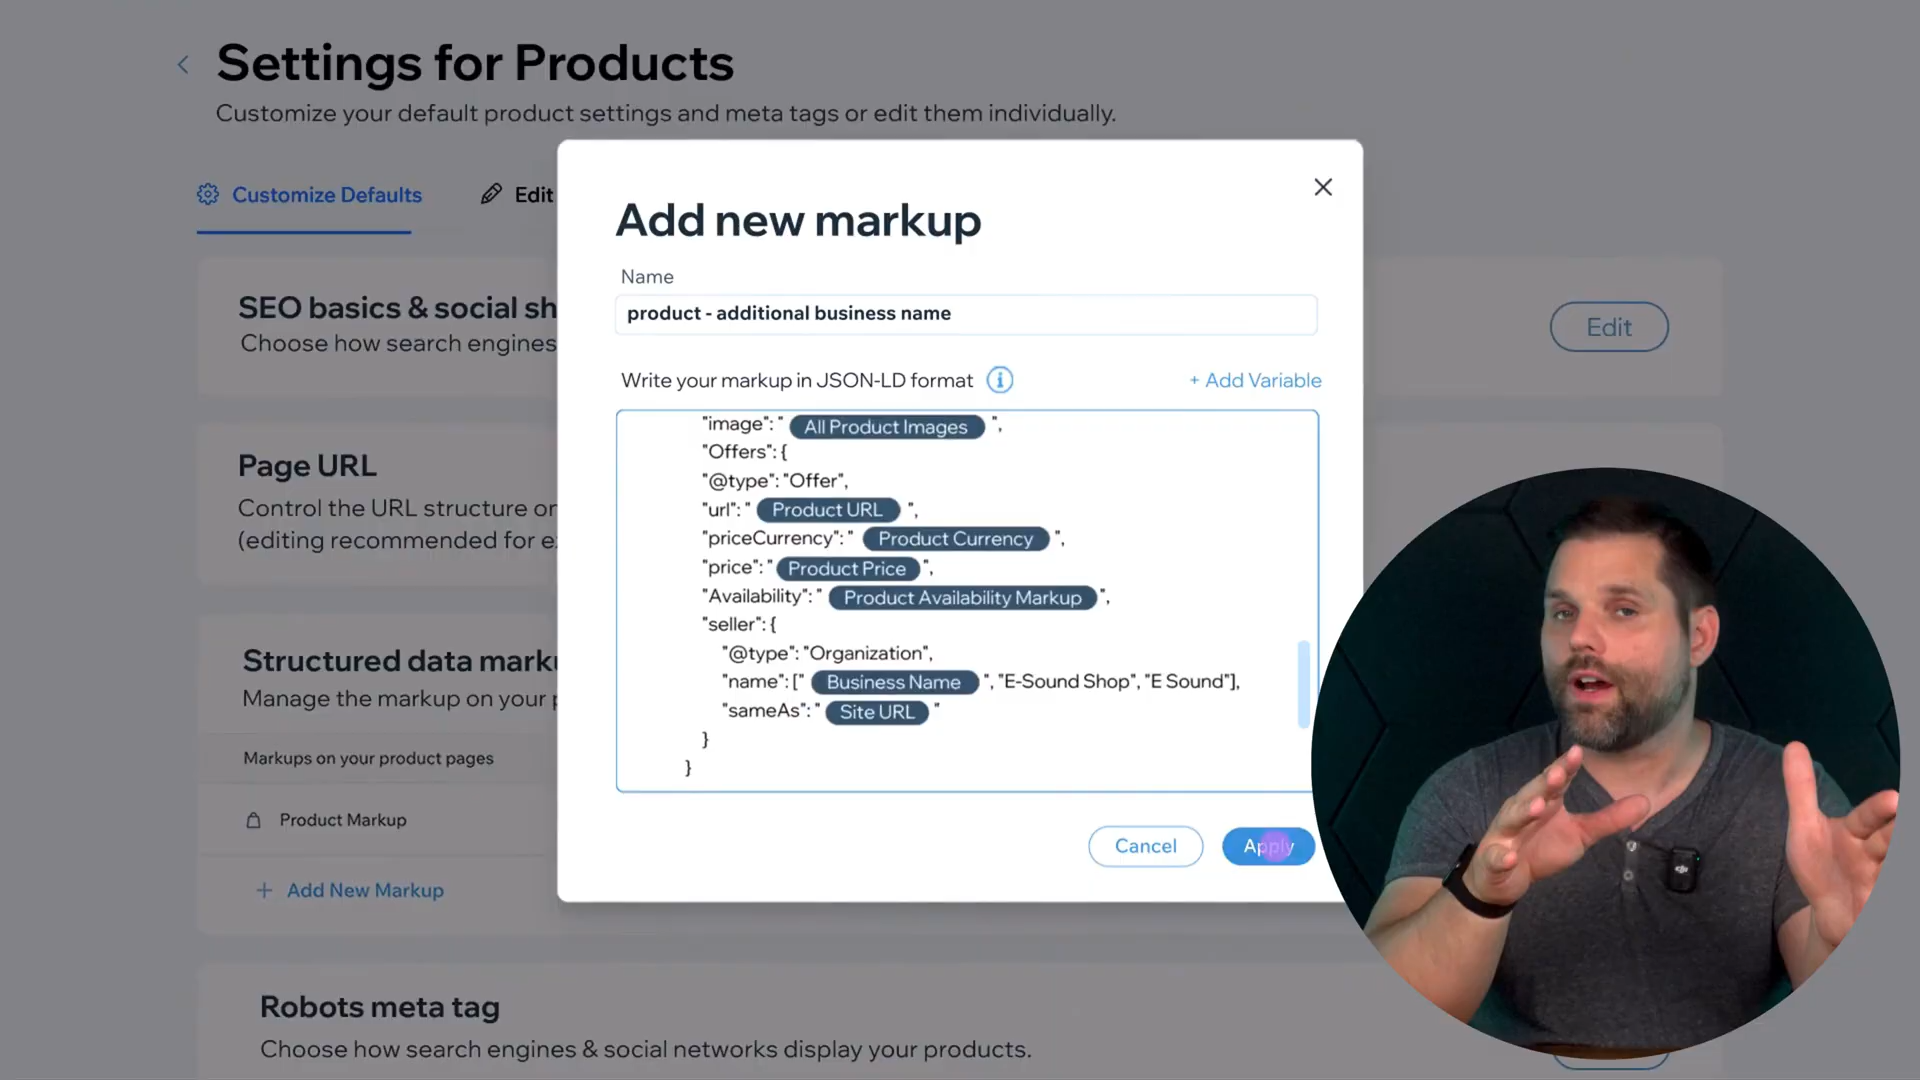 Settings for Products
Customize your default product settings and meta tags or edit them individually.
Customize Defaults
Edit
SEO basics & social sh
Choose how search engines
Edit
Page URL
Control the URL structure or
(editing recommended for e
Structured data marku
Manage the markup on your p
Markups on your product pages
Product Markup
+ Add New Markup
Robots meta tag
Choose how search engines & social networks display your products.
Add new markup
Name
product - additional business name
Write your markup in JSON-LD format
+ Add Variable
"image": " All Product Images ",
"Offers": {
"@type": "Offer",
"url": " Product URL ",
"priceCurrency": " Product Currency ",
"price": " Product Price ",
"Availability": " Product Availability Markup ",
"seller": {
"@type": "Organization",
"name": [" Business Name ", "E-Sound Shop", "E Sound"],
"sameAs": " Site URL "
}
}
Cancel
Apply